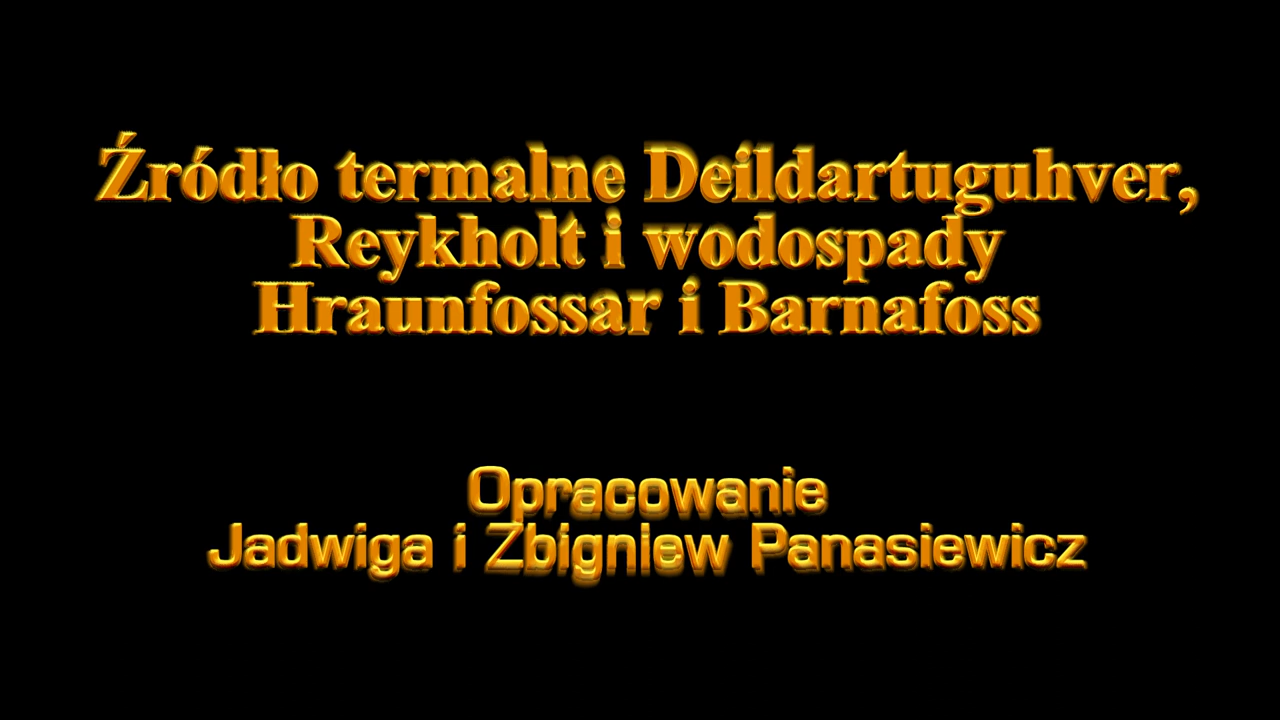 Źródło termalne Deildartuguhver,
Reykholt i wodospady
Hraunfossar i Barnafoss
Opracowanie
Jadwiga i Zbigniew Panasiewicz